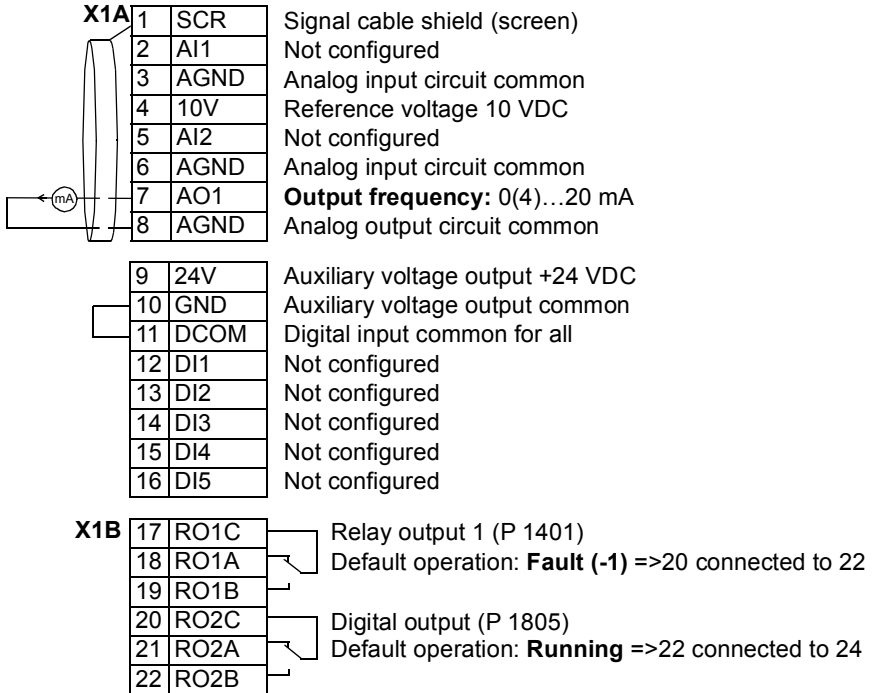 X1A 1 SCR Signal cable shield (screen)
2 AI1 Not configured
3 AGND Analog input circuit common
4 10V Reference voltage 10 VDC
5 AI2 Not configured
6 AGND Analog input circuit common
mA 7 AO1 Output frequency: 0(4)…20 mA
8 AGND Analog output circuit common
9 24V Auxiliary voltage output +24 VDC
10 GND Auxiliary voltage output common
11 DCOM Digital input common for all
12 DI1 Not configured
13 DI2 Not configured
14 DI3 Not configured
15 DI4 Not configured
16 DI5 Not configured
X1B 17 RO1C Relay output 1 (P 1401)
18 RO1A Default operation: Fault (-1) =>20 connected to 22
19 RO1B
20 RO2C Digital output (P 1805)
21 RO2A Default operation: Running =>22 connected to 24
22 RO2B